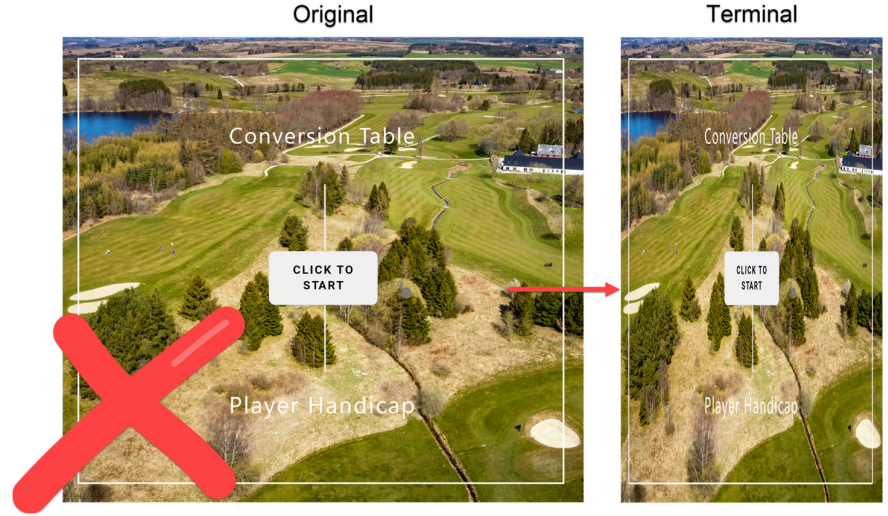 Original
Terminal
Conversion Table
CLICK TO
START
Player Handicap
Conversion Table
CLICK TO
START
Player Handicap